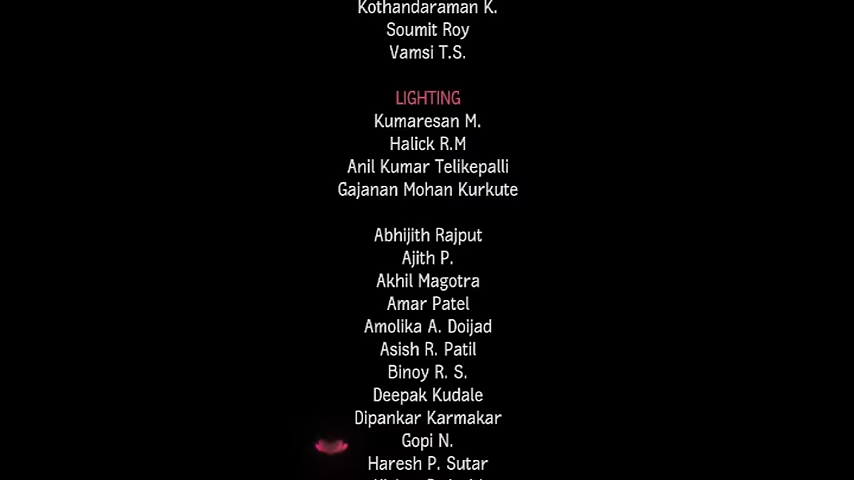 Kothandaraman K.
Soumit Roy
Vamsi T.S.
LIGHTING
Kumaresan M.
Halick R.M
Anil Kumar Telikepalli
Gajanan Mohan Kurkute
Abhijith Rajput
Ajith P.
Akhil Magotra
Amar Patel
Amolika A. Doijad
Asish R. Patil
Binoy R. S.
Deepak Kudale
Dipankar Karmakar
Gopi N.
Haresh P. Sutar